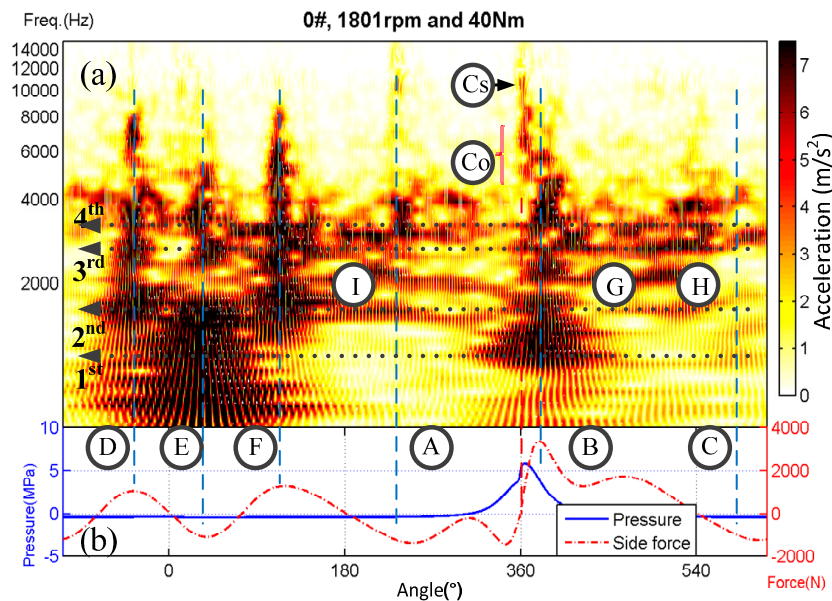 Freq.(Hz)
0#, 1801rpm and 40Nm
14000
12000
10000
8000
6000
4000
2000
(a)
Cs
Co
4th
3rd
2nd
1st
I
G
H
7
6
5
4
3
2
1
0
Acceleration (m/s²)
D
E
F
A
B
C
10
5
0
-5
Pressure(MPa)
(b)
Pressure
Side force
4000
2000
0
-2000
Force(N)
0
180
360
540
Angle(°)